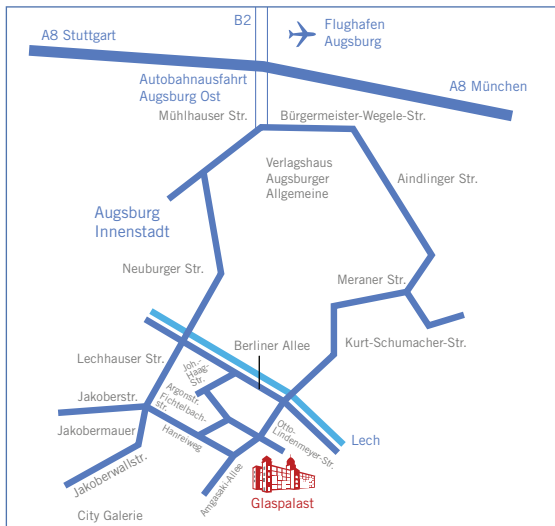 B2
Flughafen
Augsburg
A8 Stuttgart
Autobahnausfahrt
Augsburg Ost
A8 München
Mühlhauser Str.
Bürgermeister-Wegele-Str.
Verlagshaus
Augsburger
Allgemeine
Aindlinger Str.
Augsburg
Innenstadt
Neuburger Str.
Meraner Str.
Berliner Allee
Kurt-Schumacher-Str.
Lechhauser Str.
Joh.-
Haag-
Str.
Jakoberstr.
Argonstr.
Fichtelbach-
str.
Jakobermauer
Hanreiweg
Otto-
Lindenmeyer-Str.
Lech
Jakoberwallstr.
Amgasaki-Allee
Glaspalast
City Galerie